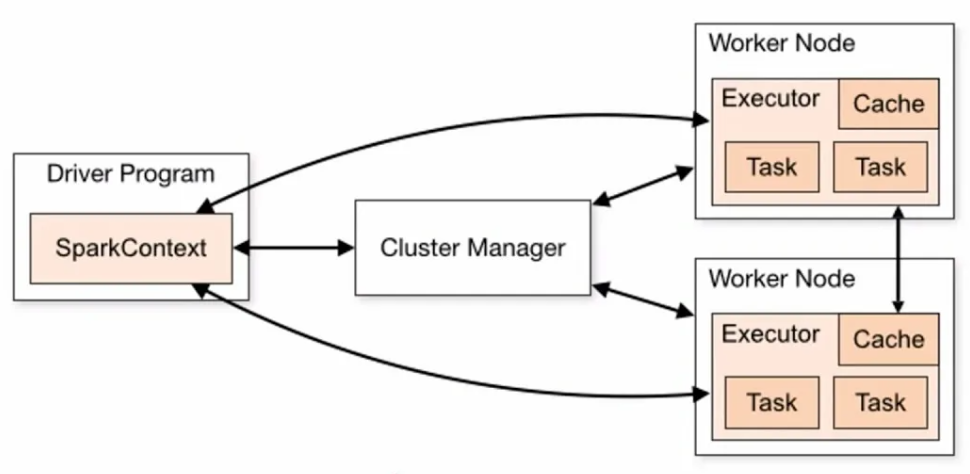 Driver Program
SparkContext
Cluster Manager
Worker Node
Executor
Cache
Task
Task
Worker Node
Executor
Cache
Task
Task